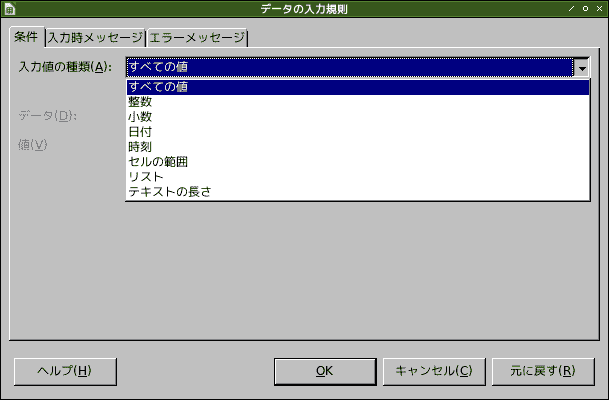 データの入力規則
条件 入力時メッセージ エラーメッセージ
入力値の種類(A): すべての値
すべての値
整数
小数
データ(D):
日付
値(V)
時刻
セルの範囲
リスト
テキストの長さ
ヘルプ(H) OK キャンセル(C) 元に戻す(R)